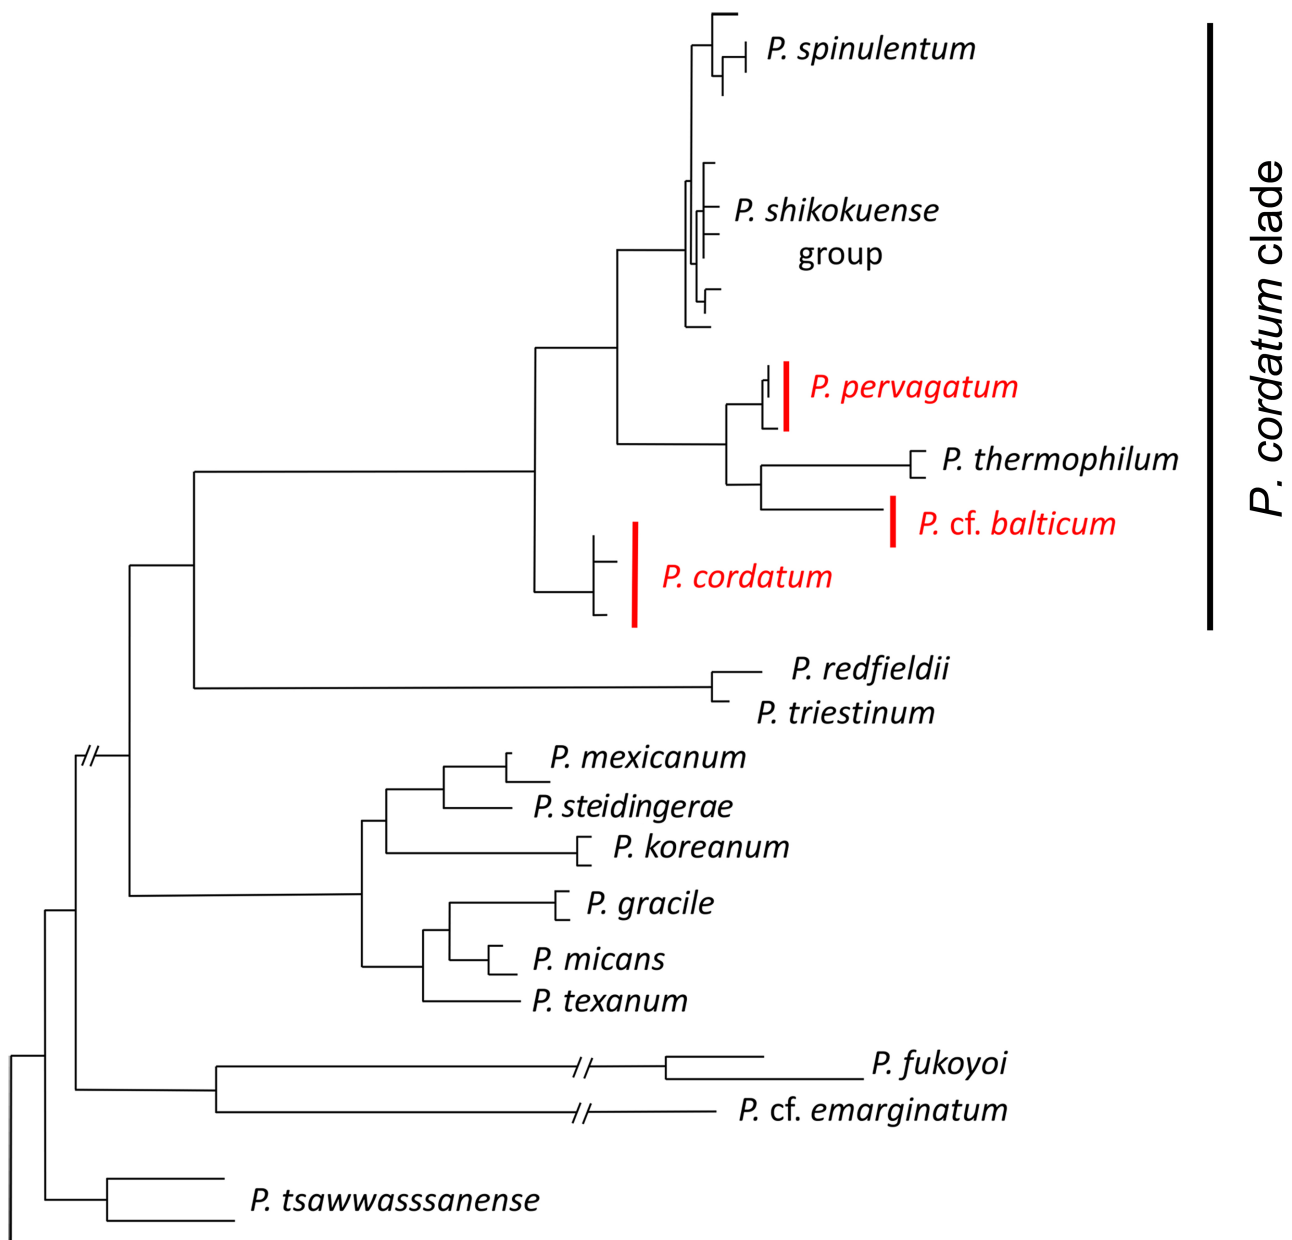 P. spinulentum
P. shikokuense
group
P. pervagatum
P. thermophilum
P. cf. balticum
P. cordatum
P. cordatum clade
P. redfieldii
P. triestinum
P. mexicanum
P. steidingerae
P. koreanum
P. gracile
P. micans
P. texanum
P. fukoyoi
P. cf. emarginatum
P. tsawwasssanense